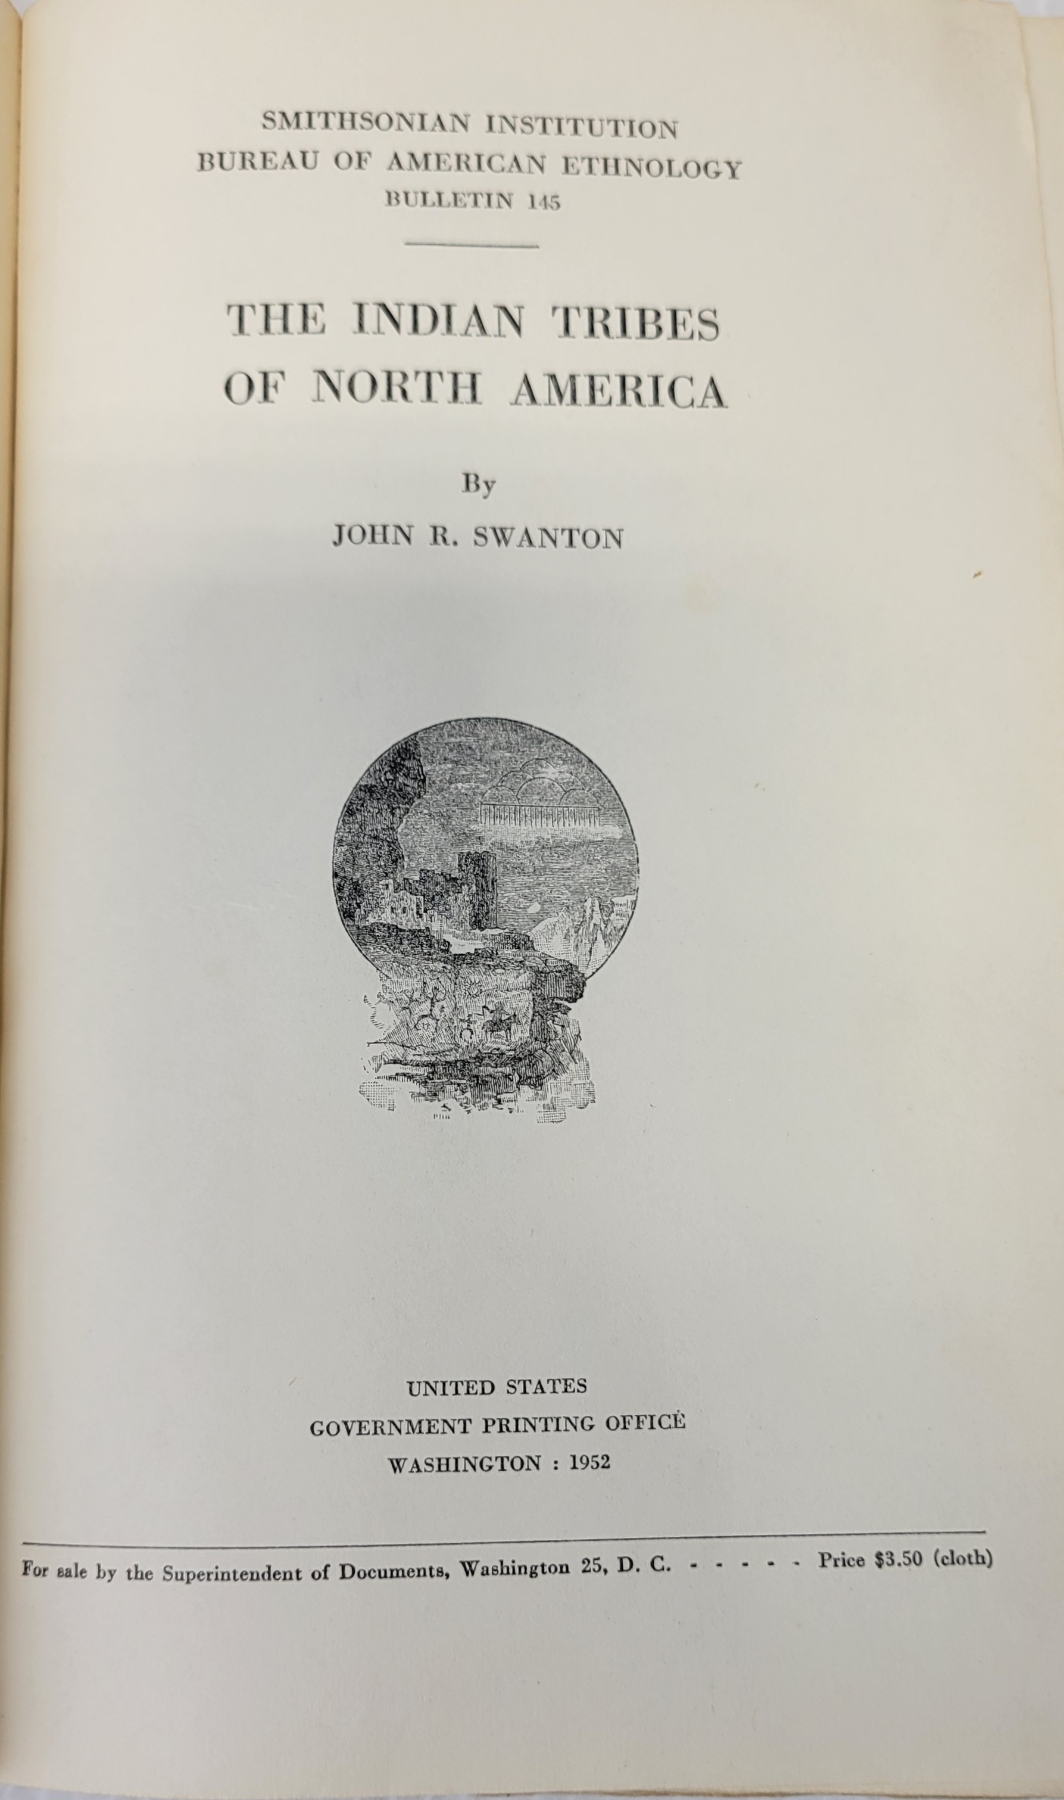 SMITHSONIAN INSTITUTION
BUREAU OF AMERICAN ETHNOLOGY
BULLETIN 145
THE INDIAN TRIBES
OF NORTH AMERICA
By
JOHN R. SWANTON
UNITED STATES
GOVERNMENT PRINTING OFFICE
WASHINGTON : 1952
For sale by the Superintendent of Documents, Washington 25, D. C. - - - - - Price $3.50 (cloth)